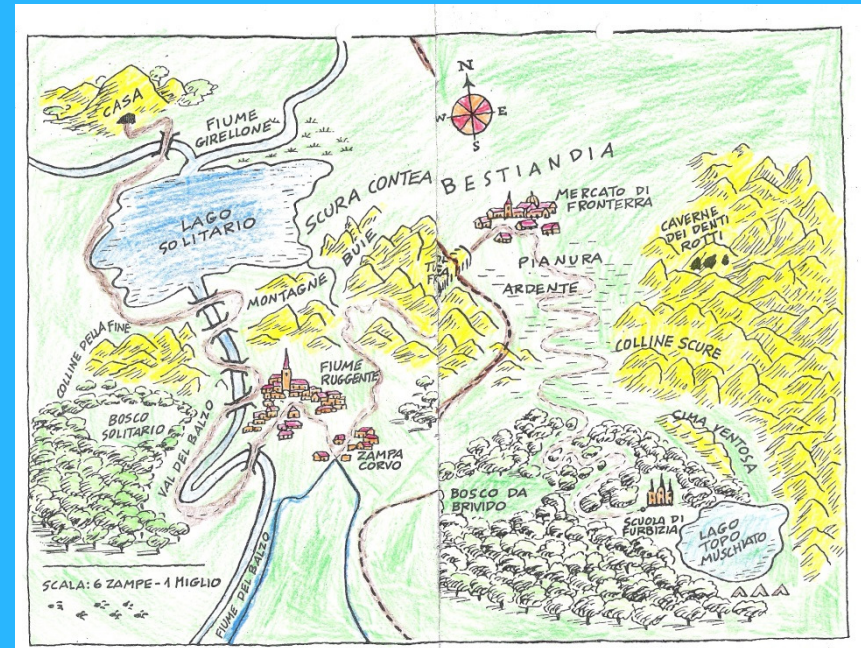 CASA
FIUME
GIRELLONE
LAGO
SOLITARIO
SCURA CONTEA
BESTIANDIA
N
W
E
S
MERCATO DI
FRONTERRA
CAVERNE
DEI DENTI
ROTTI
PIANURA
ARDENTE
MONTAGNE
BUIE
COLLINE DELLA FINE
COLLINE SCURE
FIUME
RUGGENTE
BOSCO
SOLITARIO
VAL DEL BALZO
ZAMPA
CORVO
CIMA VENTOSA
BOSCO DA
BRIVIDO
SCUOLA DI
FURBIZIA
LAGO
TOPO
MUSCHIATO
SCALA: 6 ZAMPE - 1 MIGLIO
FIUME DEL BALZO